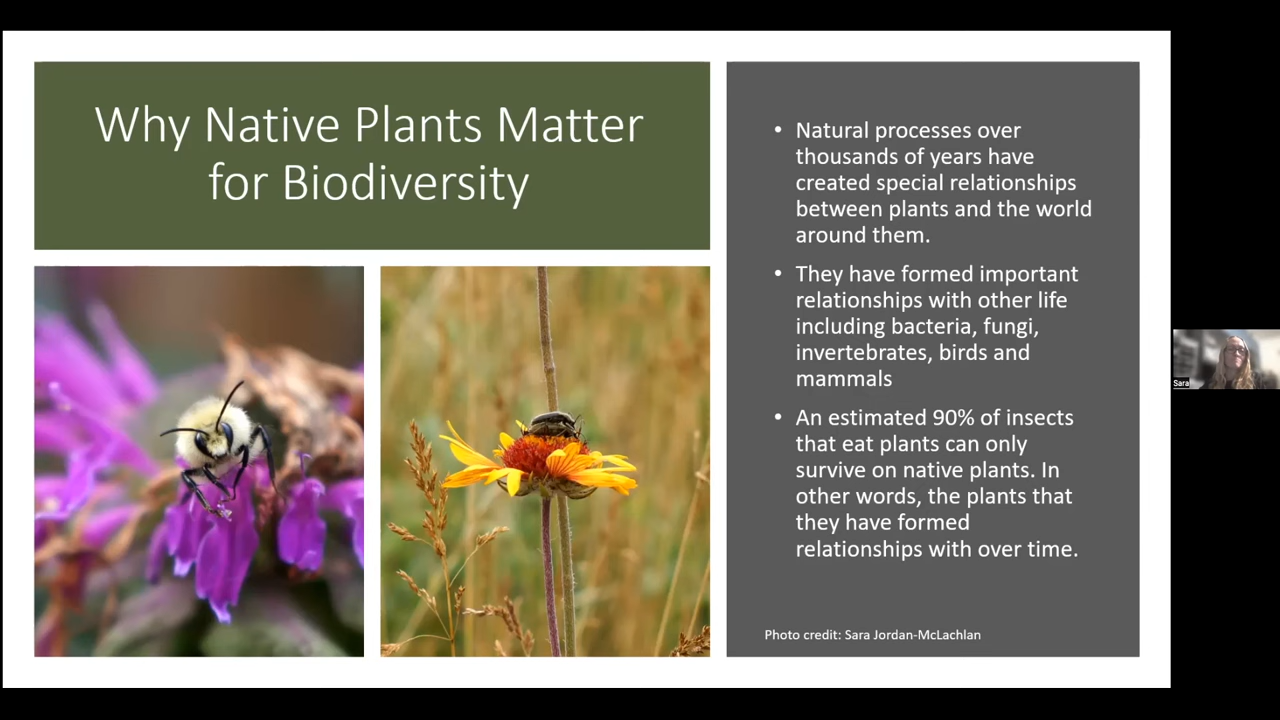 Why Native Plants Matter
for Biodiversity
• Natural processes over
thousands of years have
created special relationships
between plants and the world
around them.
• They have formed important
relationships with other life
including bacteria, fungi,
invertebrates, birds and
mammals
• An estimated 90% of insects
that eat plants can only
survive on native plants. In
other words, the plants that
they have formed
relationships with over time.
Photo credit: Sara Jordan-McLachlan
Sara